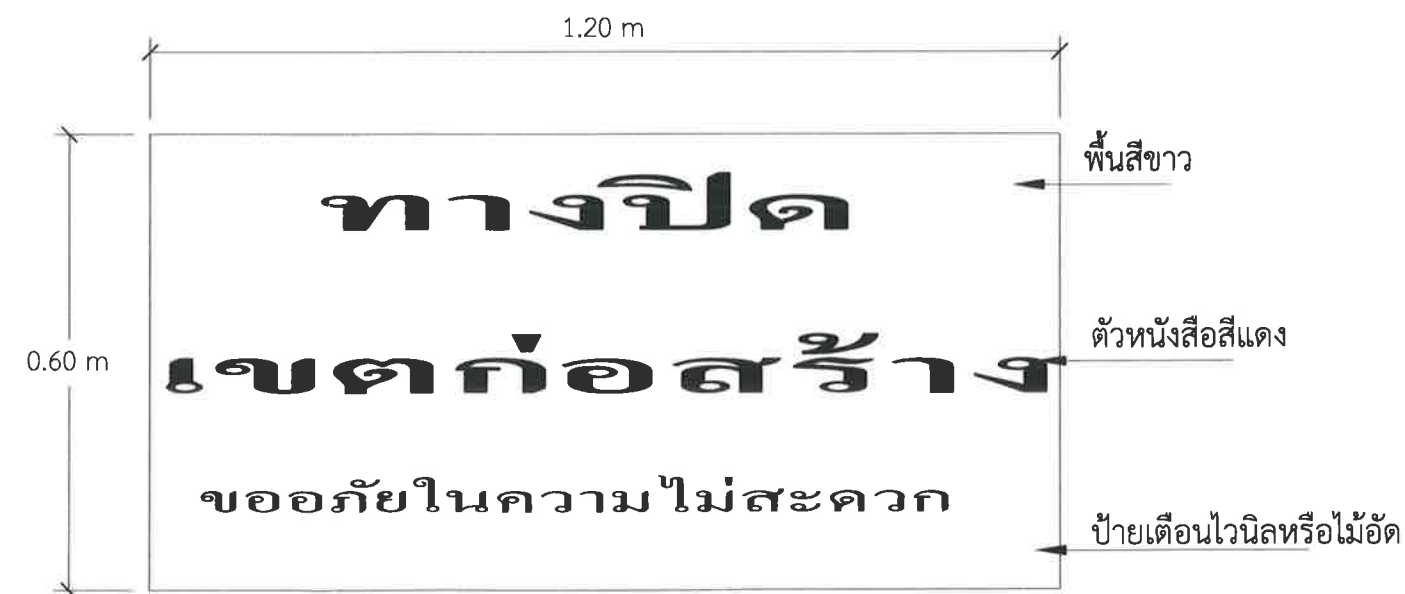 1.20 m
พื้นสีขาว
ทางปิด
ตัวหนังสือสีแดง
0.60 m
เขตก่อสร้าง
ขออภัยในความไม่สะดวก
ป้ายเตือนไวนิลหรือไม้อัด